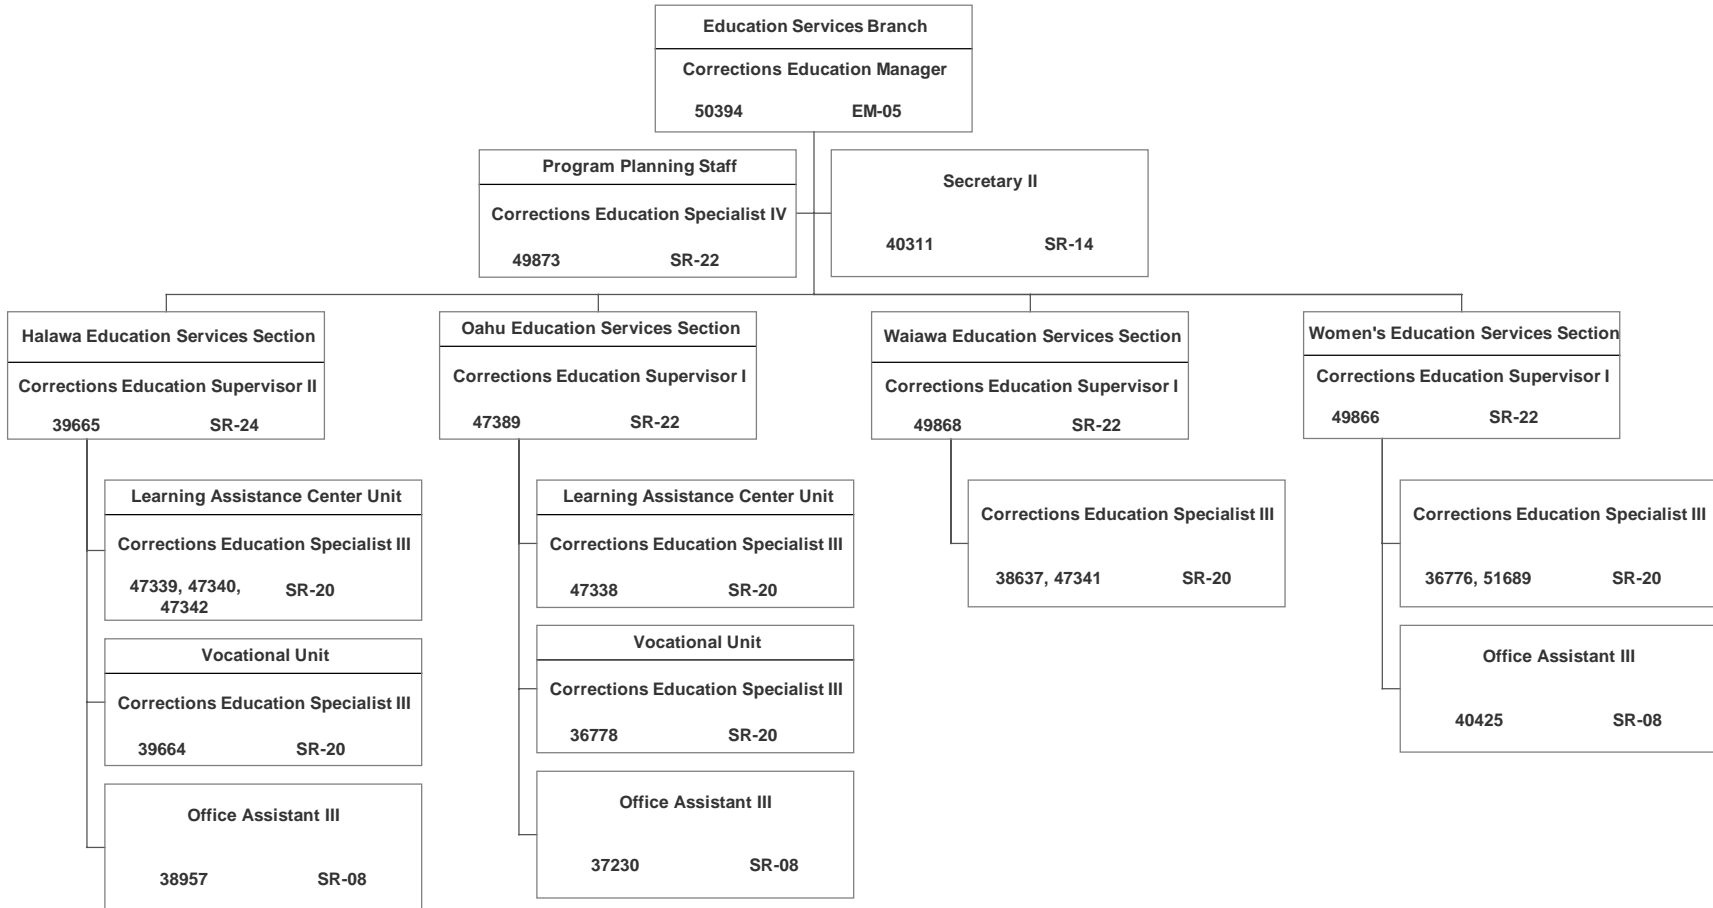 Education Services Branch
Corrections Education Manager
50394 EM-05
Program Planning Staff
Corrections Education Specialist IV
49873 SR-22
Secretary II
40311 SR-14
Halawa Education Services Section
Corrections Education Supervisor II
39665 SR-24
Learning Assistance Center Unit
Corrections Education Specialist III
47339, 47340, SR-20
47342
Vocational Unit
Corrections Education Specialist III
39664 SR-20
Office Assistant III
38957 SR-08
Oahu Education Services Section
Corrections Education Supervisor I
47389 SR-22
Learning Assistance Center Unit
Corrections Education Specialist III
47338 SR-20
Vocational Unit
Corrections Education Specialist III
36778 SR-20
Office Assistant III
37230 SR-08
Waiawa Education Services Section
Corrections Education Supervisor I
49868 SR-22
Corrections Education Specialist III
38637, 47341 SR-20
Women's Education Services Section
Corrections Education Supervisor I
49866 SR-22
Corrections Education Specialist III
36776, 51689 SR-20
Office Assistant III
40425 SR-08